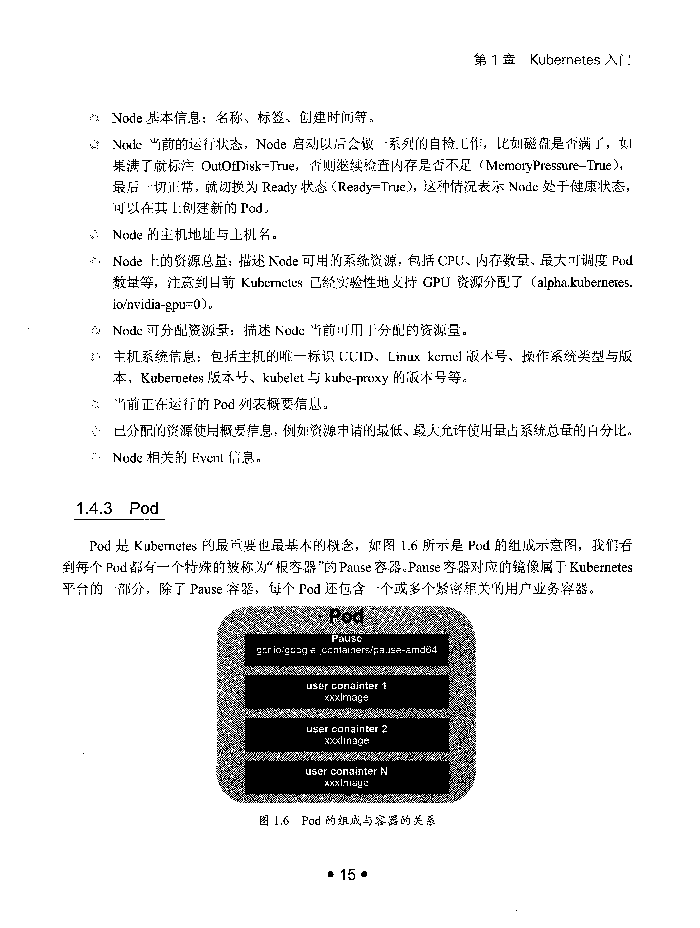 第 1 章 Kubernetes 入门
Node 基本信息：名称、标签、创建时间等。
Node 当前的运行状态，Node 启动以后会做一系列的自检工作，比如磁盘是否满了，如
果满了就标注 OutOfDisk=True，否则继续检查内存是否不足（MemoryPressure=True），
最后一切正常，就切换为 Ready 状态（Ready=True），这种情况表示 Node 处于健康状态，
可以在其上创建新的 Pod。
Node 的主机地址与主机名。
Node 上的资源总量：描述 Node 可用的系统资源，包括 CPU、内存数量、最大可调度 Pod
数量等，注意到目前 Kubernetes 已经实验性地支持 GPU 资源分配了（alpha.kubernetes.
io/nvidia-gpu=0）。
Node 可分配资源量：描述 Node 当前可用于分配的资源量。
主机系统信息：包括主机的唯一标识 UUID、Linux kernel 版本号、操作系统类型与版
本、Kubernetes 版本号、kubelet 与 kube-proxy 的版本号等。
当前正在运行的 Pod 列表概要信息。
已分配的资源使用概要信息，例如资源申请的最低、最大允许使用量占系统总量的百分比。
Node 相关的 Event 信息。
1.4.3 Pod
Pod 是 Kubernetes 的最重要也最基本的概念，如图 1.6 所示是 Pod 的组成示意图，我们看
到每个 Pod 都有一个特殊的被称为“根容器”的 Pause 容器。Pause 容器对应的镜像属于 Kubernetes
平台的一部分，除了 Pause 容器，每个 Pod 还包含一个或多个紧密相关的用户业务容器。
Pod
Pause
gcr.io/google_containers/pause-amd64
user conainter 1
xxxImage
user conainter 2
xxxImage
user conainter N
xxxImage
图 1.6 Pod 的组成与容器的关系
• 15 •